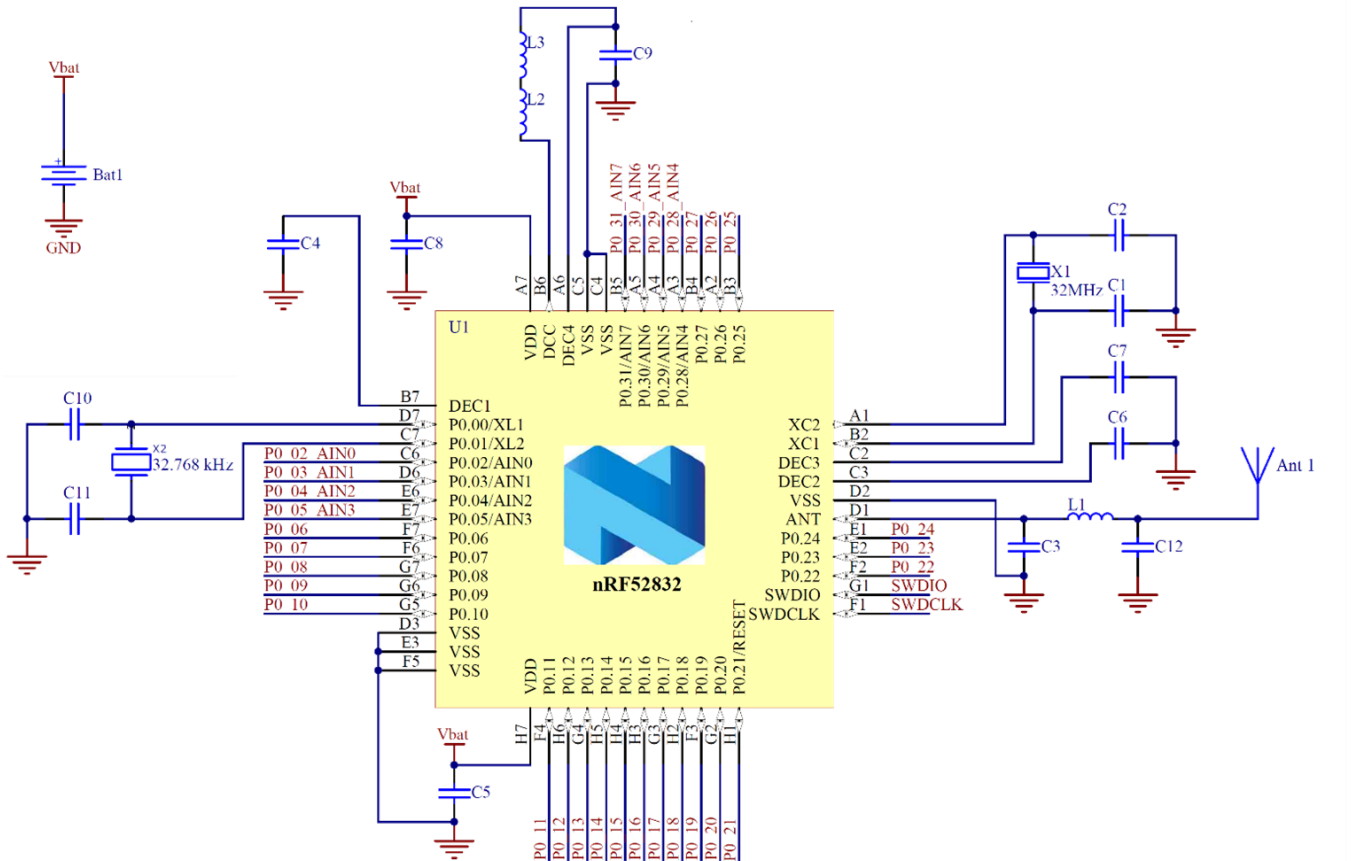 L3
C9
Vbat
L2
Bat1
P0_31_AIN7
P0_30_AIN6
P0_29_AIN5
P0_28_AIN4
P0_27
P0_26
P0_25
Vbat
GND
C4
C8
C2
X1
32MHz
C1
A7
B6
A6
C5
C4
B5
A5
A4
A3
B4
A2
B3
U1
VDD
DCC
DEC4
VSS
VSS
P0.31/AIN7
P0.30/AIN6
P0.29/AIN5
P0.28/AIN4
P0.27
P0.26
P0.25
C7
C10
B7 DEC1
D7 P0.00/XL1
C7 P0.01/XL2
X2
32.768 kHz
P0_02_AIN0 C6 P0.02/AIN0
P0_03_AIN1 D6 P0.03/AIN1
P0_04_AIN2 E6 P0.04/AIN2
P0_05_AIN3 E7 P0.05/AIN3
P0_06 F7 P0.06
P0_07 F6 P0.07
P0_08 G7 P0.08
P0_09 G6 P0.09
P0_10 G5 P0.10
C11
D3 VSS
E3 VSS
F5 VSS
nRF52832
XC2 A1
XC1 B2
C6
DEC3 C2
DEC2 C3
VSS D2
ANT D1
Ant 1
L1
C3
C12
P0.24 E1 P0_24
P0.23 E2 P0_23
P0.22 F2 P0_22
SWDIO G1 SWDIO
SWDCLK F1 SWDCLK
VDD
P0.11
P0.12
P0.13
P0.14
P0.15
P0.16
P0.17
P0.18
P0.19
P0.20
P0.21/RESET
H7
F4
H6
G4
H5
H4
H3
G3
H2
F3
G2
H1
Vbat
C5
P0_11
P0_12
P0_13
P0_14
P0_15
P0_16
P0_17
P0_18
P0_19
P0_20
P0_21